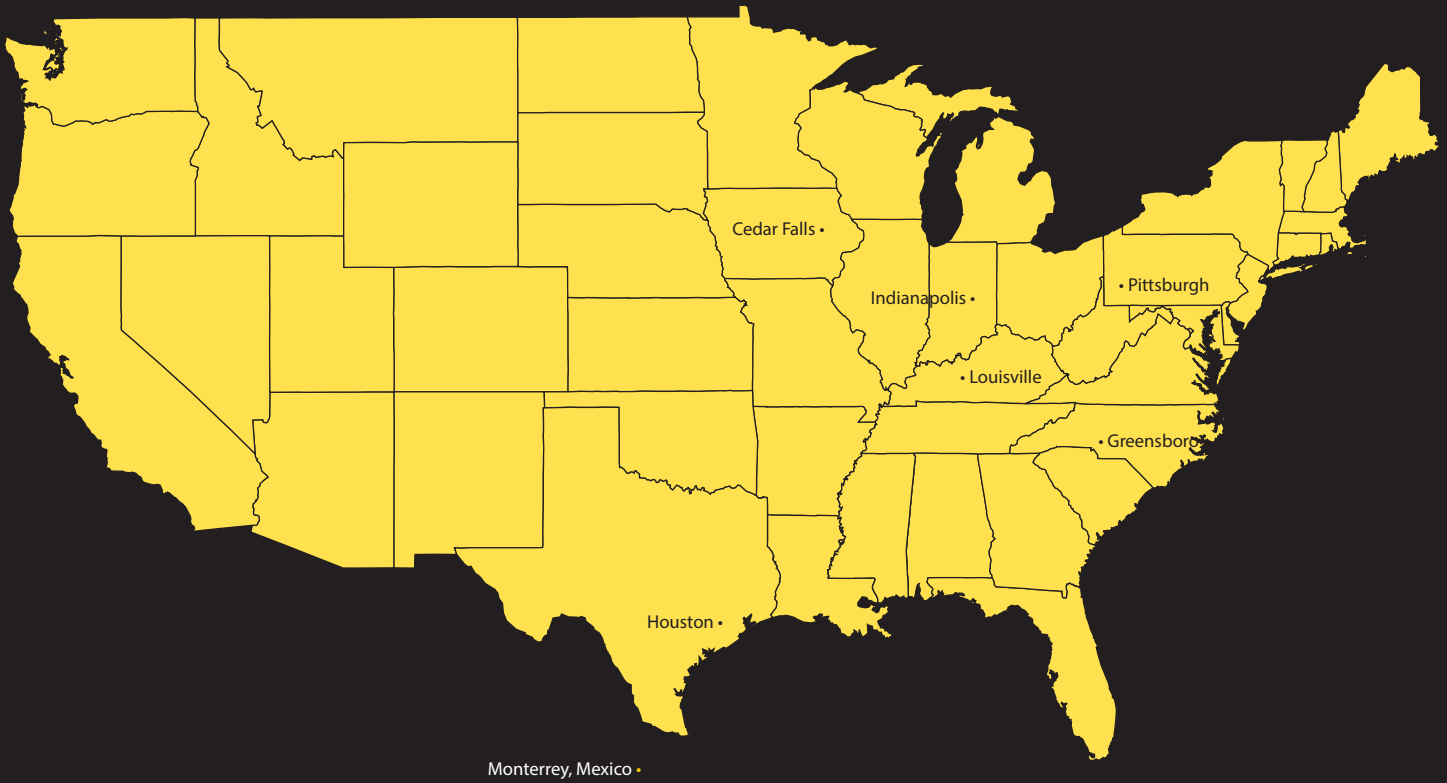 Cedar Falls •
• Pittsburgh
Indianapolis •
• Louisville
• Greensboro
Houston •
Monterrey, Mexico •